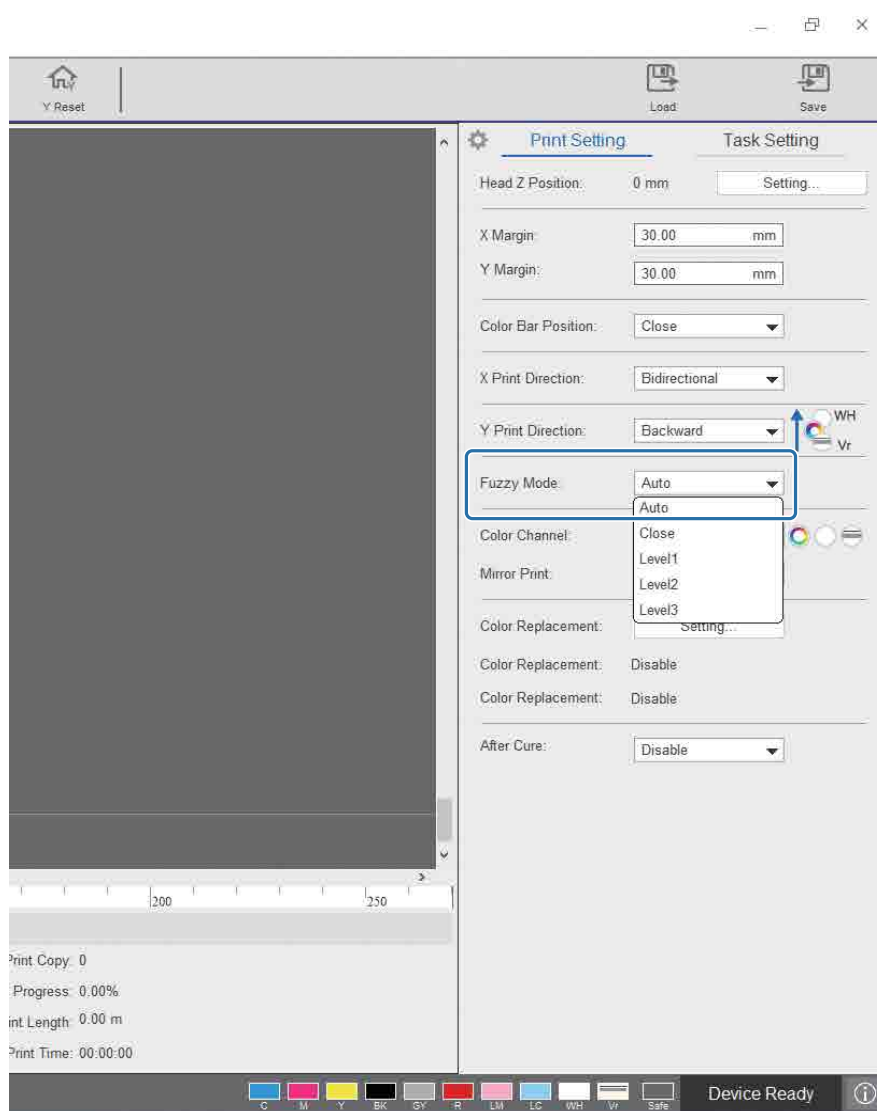 Y Reset
Load
Save
Print Setting
Task Setting
Head Z Position: 0 mm Setting...
X Margin: 30.00 mm
Y Margin: 30.00 mm
Color Bar Position: Close
X Print Direction: Bidirectional
Y Print Direction: Backward
WH
Vr
Fuzzy Mode: Auto
Auto
Close
Level1
Level2
Level3
Color Channel:
Mirror Print:
Color Replacement: Setting...
Color Replacement: Disable
Color Replacement: Disable
After Cure: Disable
200 250
Print Copy: 0
Progress: 0.00%
int Length: 0.00 m
Print Time: 00:00:00
C M Y BK GY R LM LC WH Vr Safe
Device Ready